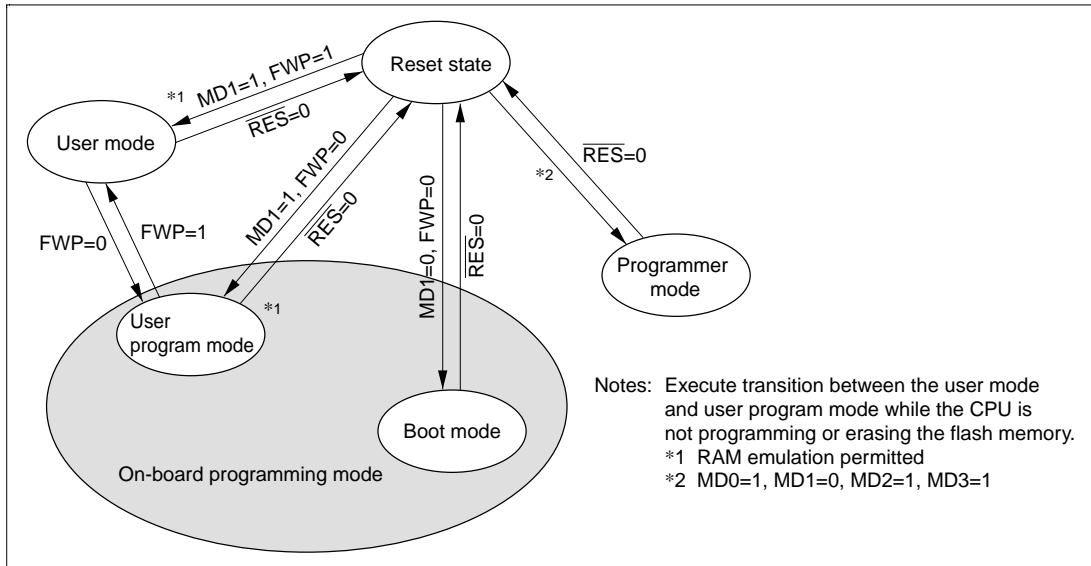 Reset state
*1 MD1=1, FWP=1
RES=0
User mode
MD1=1, FWP=0
RES=0
MD1=0, FWP=0
RES=0
RES=0
*2
FWP=0
FWP=1
Programmer
mode
User
program mode
*1
Boot mode
On-board programming mode
Notes: Execute transition between the user mode
and user program mode while the CPU is
not programming or erasing the flash memory.
*1 RAM emulation permitted
*2 MD0=1, MD1=0, MD2=1, MD3=1